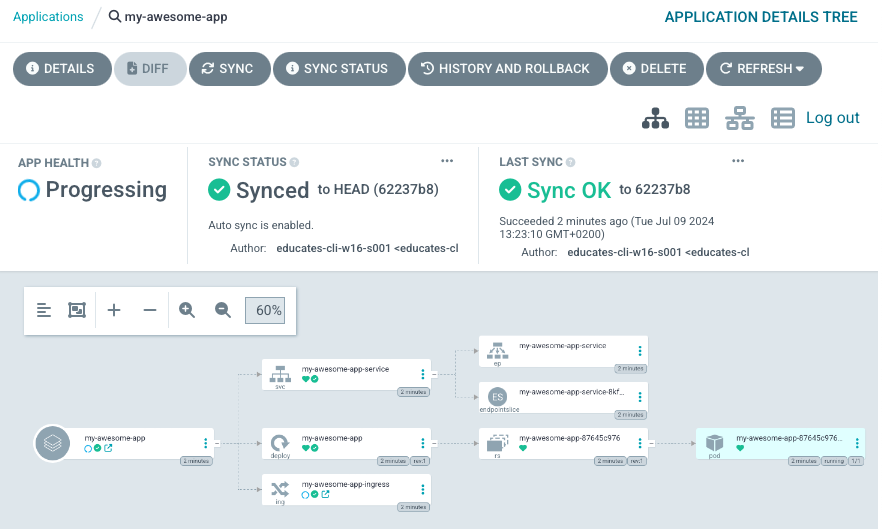 Applications
my-awesome-app
APPLICATION DETAILS TREE
DETAILS
DIFF
SYNC
SYNC STATUS
HISTORY AND ROLLBACK
DELETE
REFRESH
Log out
APP HEALTH
Progressing
SYNC STATUS
Synced to HEAD (62237b8)
Auto sync is enabled.
Author: educates-cli-w16-s001 <educates-cl
LAST SYNC
Sync OK to 62237b8
Succeeded 2 minutes ago (Tue Jul 09 2024
13:23:10 GMT+0200)
Author: educates-cli-w16-s001 <educates-cl
60%
my-awesome-app
2 minutes
my-awesome-app-service
svc
2 minutes
my-awesome-app
deploy
2 minutes rev:1
my-awesome-app-ingress
ing
2 minutes
my-awesome-app-service
ep
2 minutes
ES
my-awesome-app-service-8kf...
endpointslice
2 minutes
my-awesome-app-87645c976
rs
2 minutes rev:1
my-awesome-app-87645c976...
pod
2 minutes running 1/1